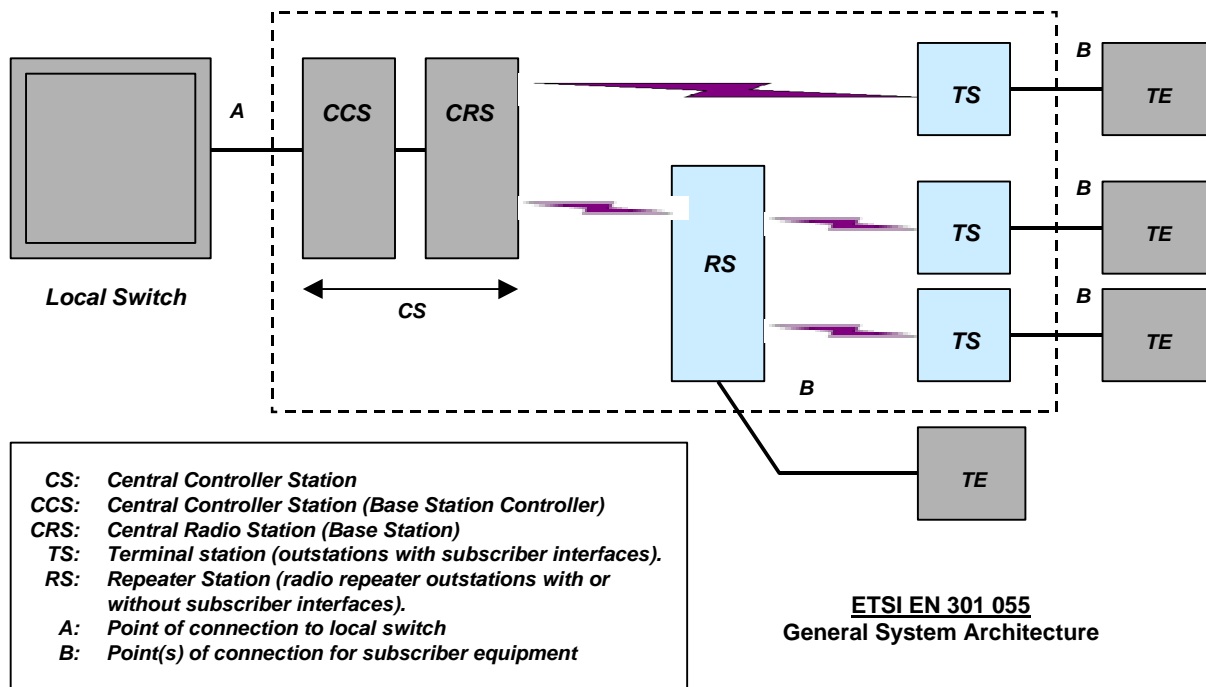 A
CCS
CRS
TS
B
TE
RS
TS
B
TE
Local Switch
CS
TS
B
TE
B
TE
CS: Central Controller Station
CCS: Central Controller Station (Base Station Controller)
CRS: Central Radio Station (Base Station)
TS: Terminal station (outstations with subscriber interfaces).
RS: Repeater Station (radio repeater outstations with or
without subscriber interfaces).
A: Point of connection to local switch
B: Point(s) of connection for subscriber equipment
ETSI EN 301 055
General System Architecture